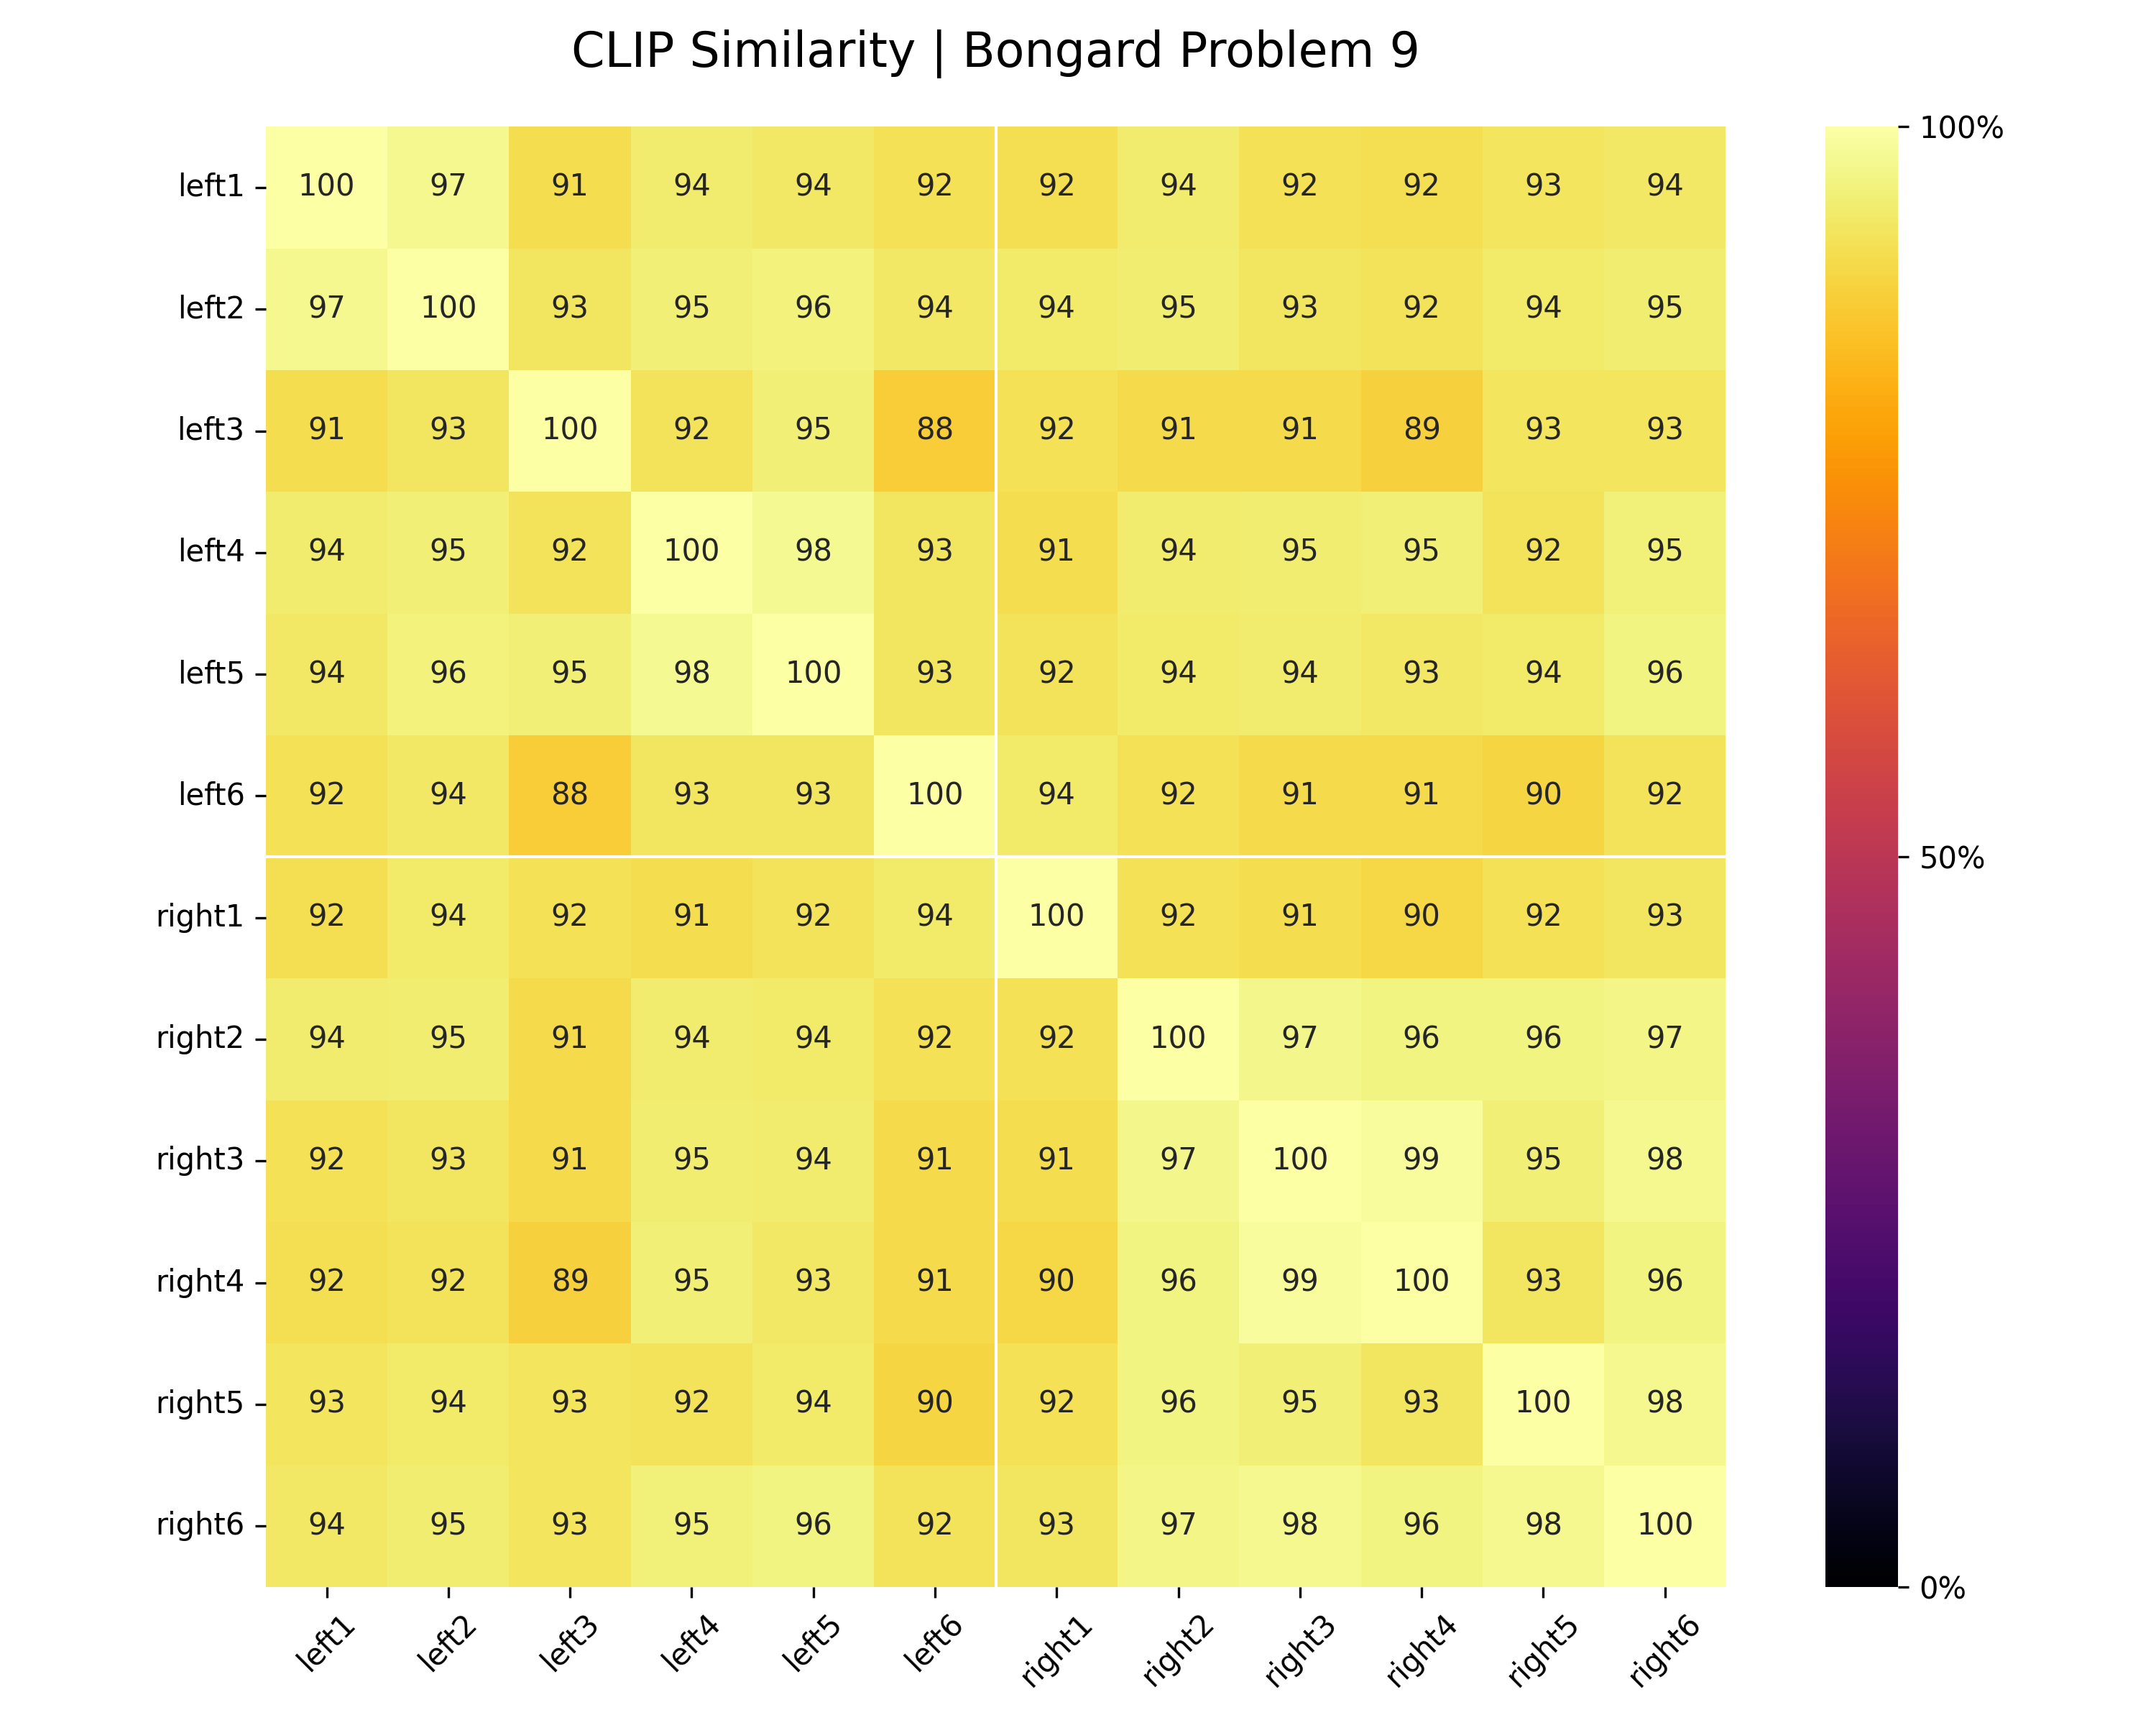 CLIP Similarity | Bongard Problem 9
left1 100 97 91 94 94 92 92 94 92 92 93 94
left2 97 100 93 95 96 94 94 95 93 92 94 95
left3 91 93 100 92 95 88 92 91 91 89 93 93
left4 94 95 92 100 98 93 91 94 95 95 92 95
left5 94 96 95 98 100 93 92 94 94 93 94 96
left6 92 94 88 93 93 100 94 92 91 91 90 92
right1 92 94 92 91 92 94 100 92 91 90 92 93
right2 94 95 91 94 94 92 92 100 97 96 96 97
right3 92 93 91 95 94 91 91 97 100 99 95 98
right4 92 92 89 95 93 91 90 96 99 100 93 96
right5 93 94 93 92 94 90 92 96 95 93 100 98
right6 94 95 93 95 96 92 93 97 98 96 98 100
left1 left2 left3 left4 left5 left6 right1 right2 right3 right4 right5 right6
100%
50%
0%